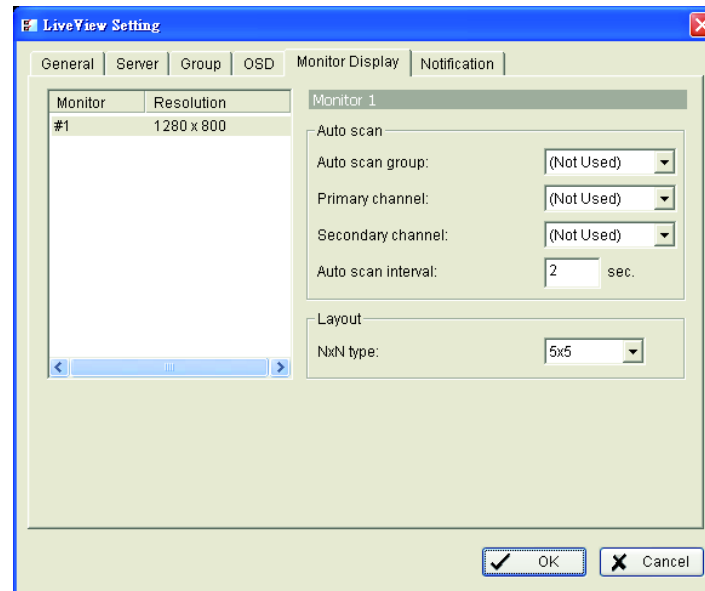 LiveView Setting
General Server Group OSD Monitor Display Notification
Monitor Resolution
#1 1280 x 800
Monitor 1
Auto scan
Auto scan group: (Not Used)
Primary channel: (Not Used)
Secondary channel: (Not Used)
Auto scan interval: 2 sec.
Layout
NxN type: 5x5
OK Cancel